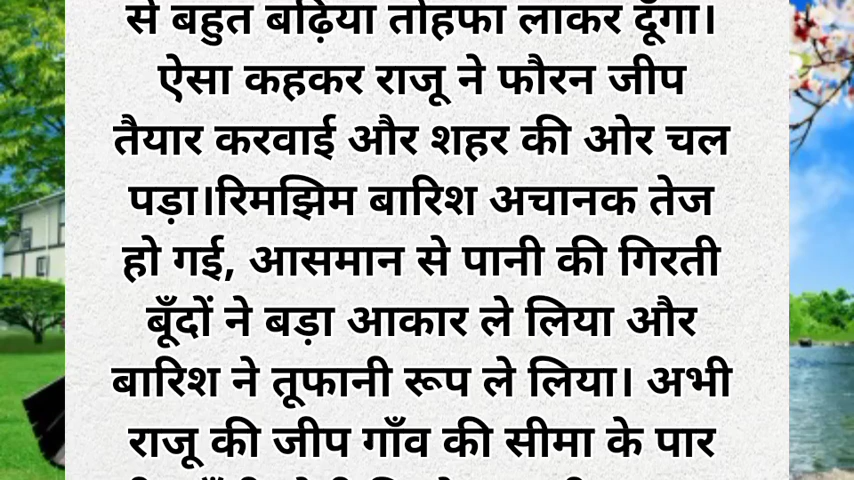 से बहुत बढ़िया तोहफा लाकर दूँगा।
ऐसा कहकर राजू ने फौरन जीप
तैयार करवाई और शहर की ओर चल
पड़ा।रिमझिम बारिश अचानक तेज
हो गई, आसमान से पानी की गिरती
बूँदों ने बड़ा आकार ले लिया और
बारिश ने तूफानी रूप ले लिया। अभी
राजू की जीप गाँव की सीमा के पार